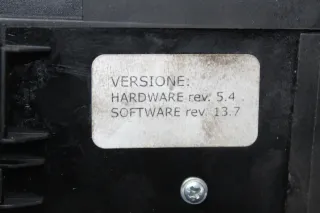 VERSIONE:
HARDWARE rev. 5.4
SOFTWARE rev. 13.7